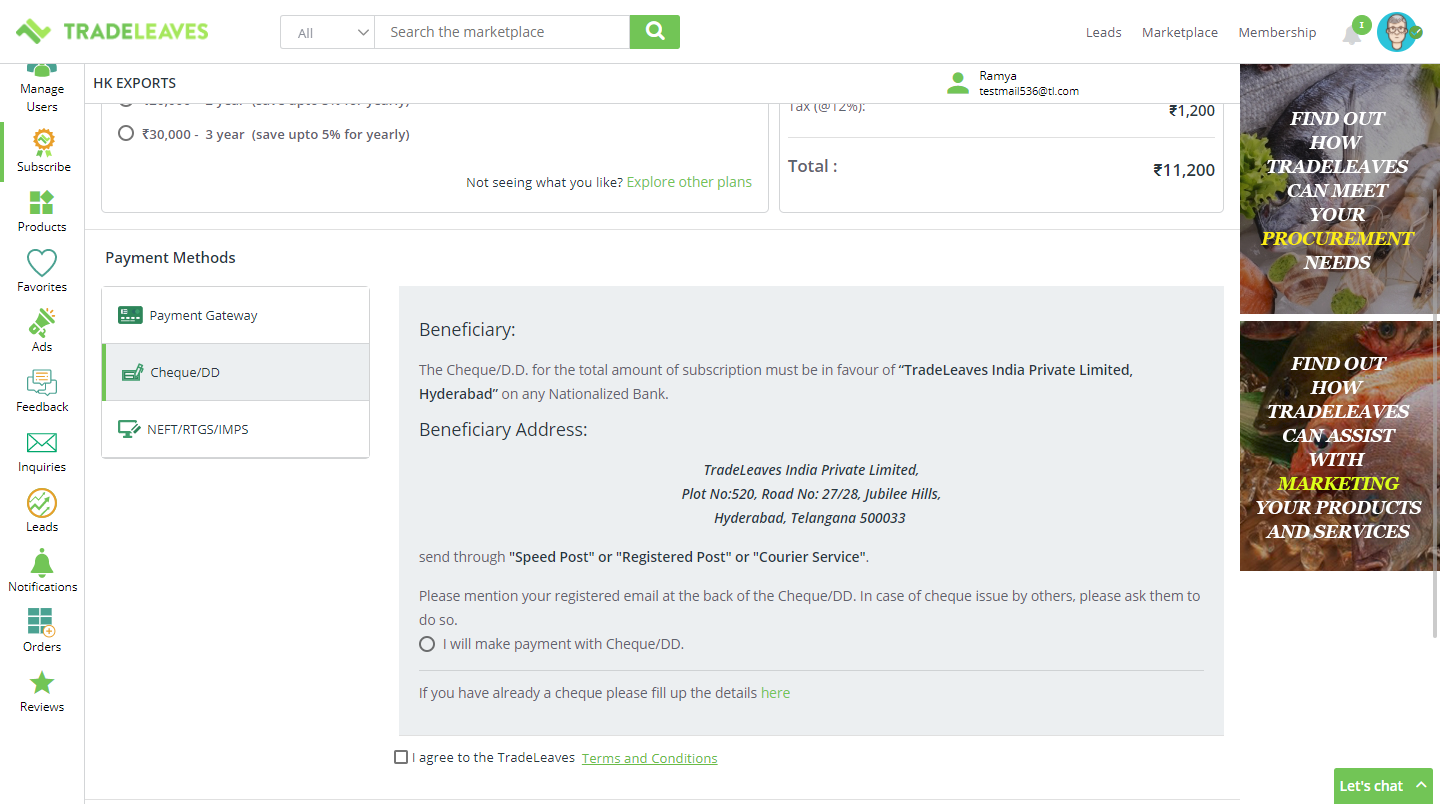 TRADELEAVES
All
Search the marketplace
Leads
Marketplace
Membership
1
HK EXPORTS
Ramya
testmail536@tl.com
Manage
Users
Subscribe
Products
Favorites
Ads
Feedback
Inquiries
Leads
Notifications
Orders
Reviews
₹30,000 - 3 year (save upto 5% for yearly)
Not seeing what you like? Explore other plans
Tax (@12%):
₹1,200
Total :
₹11,200
Payment Methods
Payment Gateway
Cheque/DD
NEFT/RTGS/IMPS
Beneficiary:
The Cheque/D.D. for the total amount of subscription must be in favour of “TradeLeaves India Private Limited,
Hyderabad” on any Nationalized Bank.
Beneficiary Address:
TradeLeaves India Private Limited,
Plot No:520, Road No: 27/28, Jubilee Hills,
Hyderabad, Telangana 500033
send through "Speed Post" or "Registered Post" or "Courier Service".
Please mention your registered email at the back of the Cheque/DD. In case of cheque issue by others, please ask them to
do so.
I will make payment with Cheque/DD.
If you have already a cheque please fill up the details here
I agree to the TradeLeaves Terms and Conditions
FIND OUT
HOW
TRADELEAVES
CAN MEET
YOUR
PROCUREMENT
NEEDS
FIND OUT
HOW
TRADELEAVES
CAN ASSIST
WITH
MARKETING
YOUR PRODUCTS
AND SERVICES
Let's chat